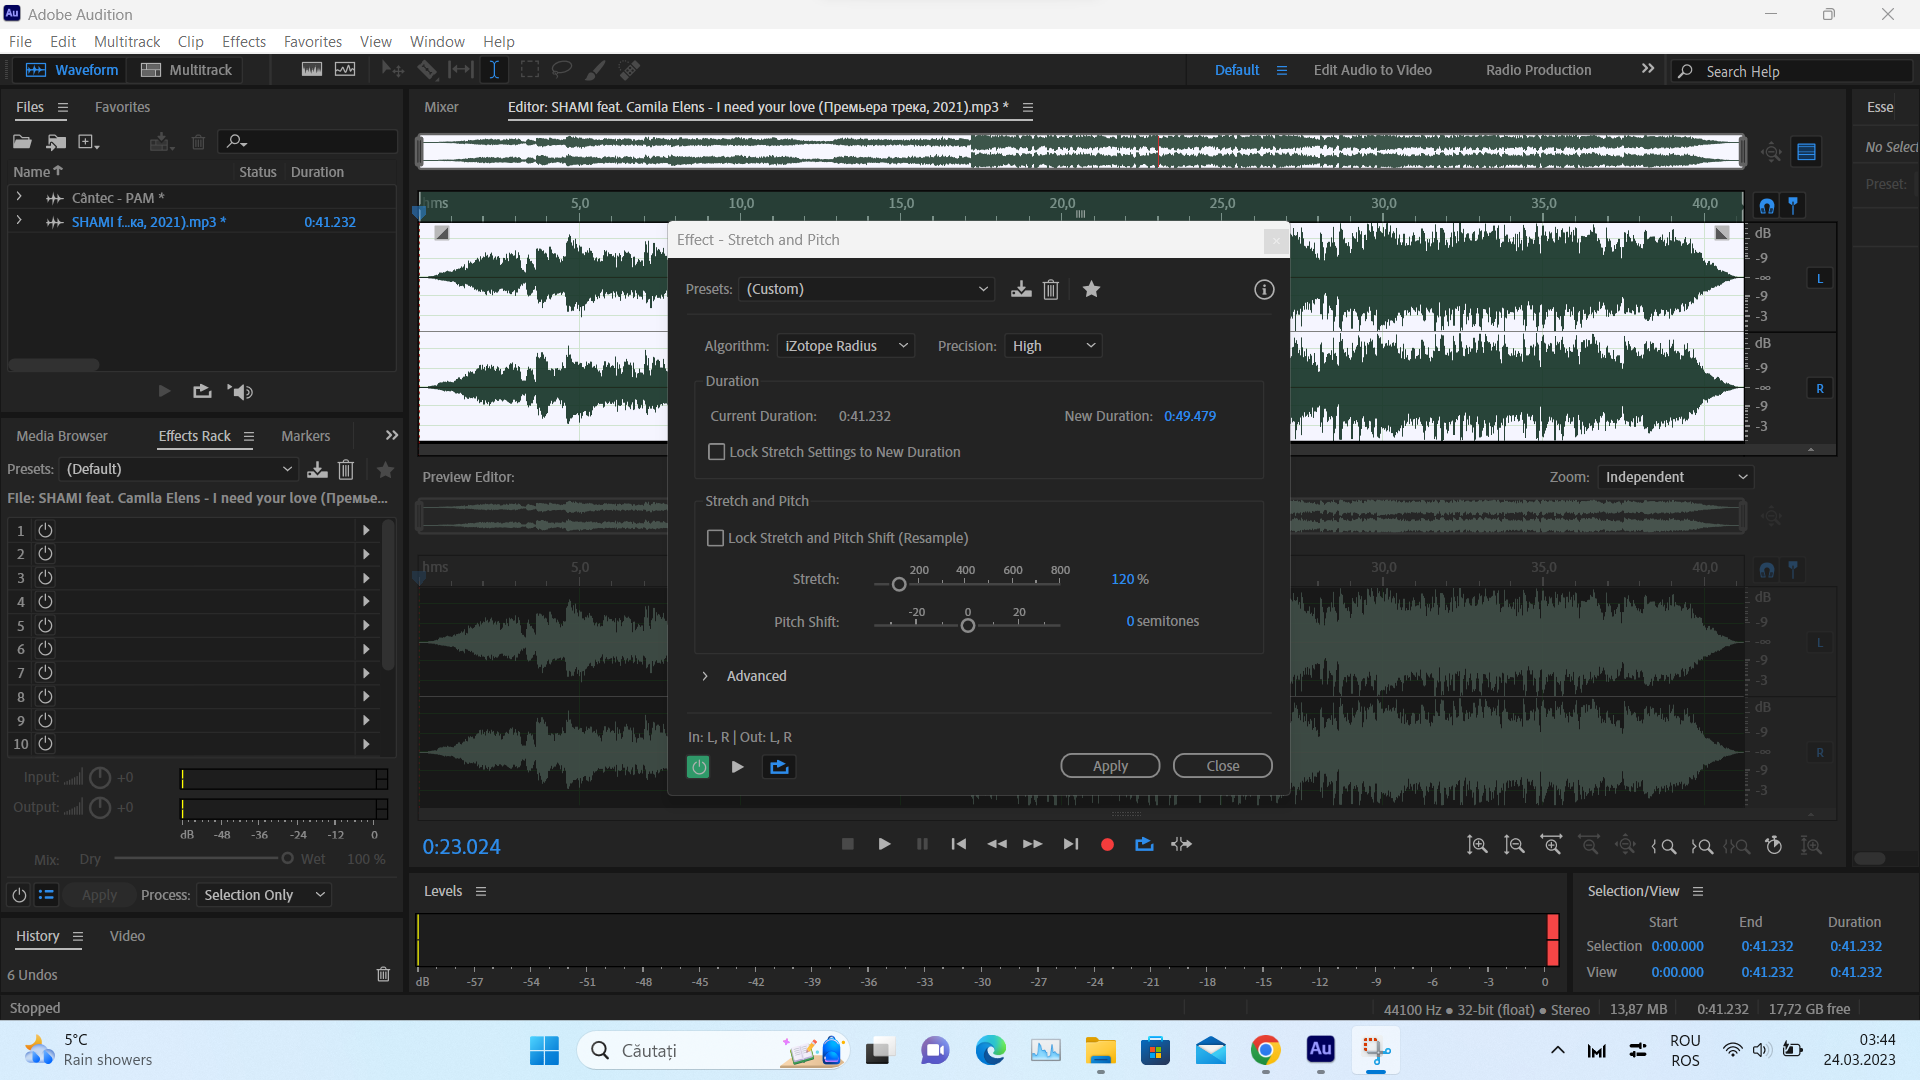 Au Adobe Audition
File Edit Multitrack Clip Effects Favorites View Window Help
Waveform Multitrack Default Edit Audio to Video Radio Production Search Help
Files Favorites
Name Status Duration
Cântec - PAM *
SHAMI f...ка, 2021).mp3 * 0:41.232
Mixer Editor: SHAMI feat. Camila Elens - I need your love (Премьера трека, 2021).mp3 *
Esse
No Select
Preset:
hms 5,0 10,0 15,0 20,0 25,0 30,0 35,0 40,0
dB
-9
-∞
-9
-3
L
dB
-9
-∞
-9
-3
R
Effect - Stretch and Pitch
Presets: (Custom)
Algorithm: iZotope Radius Precision: High
Duration
Current Duration: 0:41.232 New Duration: 0:49.479
Lock Stretch Settings to New Duration
Stretch and Pitch
Lock Stretch and Pitch Shift (Resample)
200 400 600 800
Stretch: 120 %
-20 0 20
Pitch Shift: 0 semitones
Advanced
In: L, R | Out: L, R
Apply Close
Media Browser Effects Rack Markers
Presets: (Default)
File: SHAMI feat. Camila Elens - I need your love (Премье...
1
2
3
4
5
6
7
8
9
10
Input: +0
Output: +0
dB -48 -36 -24 -12 0
Mix: Dry Wet 100 %
Apply Process: Selection Only
Preview Editor: Zoom: Independent
hms 5,0 30,0 35,0 40,0
dB
-9
-∞
-9
-3
L
dB
-9
-∞
-9
-3
R
0:23.024
History Video
6 Undos
Levels
dB -57 -54 -51 -48 -45 -42 -39 -36 -33 -30 -27 -24 -21 -18 -15 -12 -9 -6 -3 0
Selection/View
Start End Duration
Selection 0:00.000 0:41.232 0:41.232
View 0:00.000 0:41.232 0:41.232
Stopped
44100 Hz ● 32-bit (float) ● Stereo 13,87 MB 0:41.232 17,72 GB free
5°C
Rain showers
Căutați
Au
ROU
ROS
03:44
24.03.2023